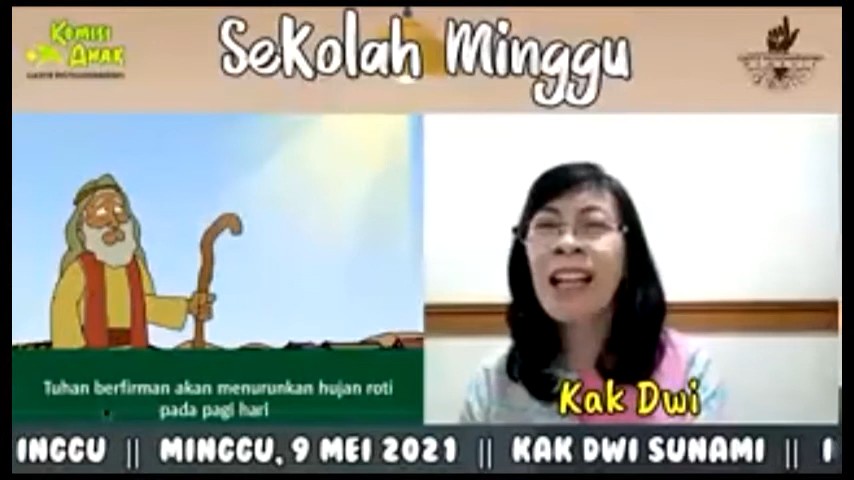 Komisi
Anak
Sekolah Minggu
Tuhan berfirman akan menurunkan hujan roti
pada pagi hari
Kak Dwi
INGGU || MINGGU, 9 MEI 2021 || KAK DWI SUNAMI ||